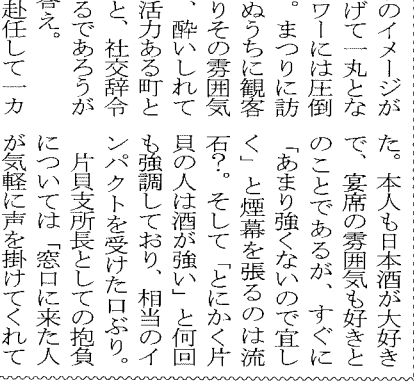 のイメージが
げて一丸とな
ワーには圧倒
。まつりに訪
ぬうちに観客
りその雰囲気
、酔いしれて
活力ある町と
と、社交辞令
るであろうが
答え。
赴任して一カ
た。本人も日本酒が大好き
で、宴席の雰囲気も好きと
のことであるが、すぐに
「あまり強くないので宜し
く」と煙幕を張るのは流
石?。そして「とにかく片
貝の人は酒が強い」と何回
も強調しており、相当のイ
ンパクトを受けた口ぶり。
片貝支所長としての抱負
については「窓口に来た人
が気軽に声を掛けてくれて